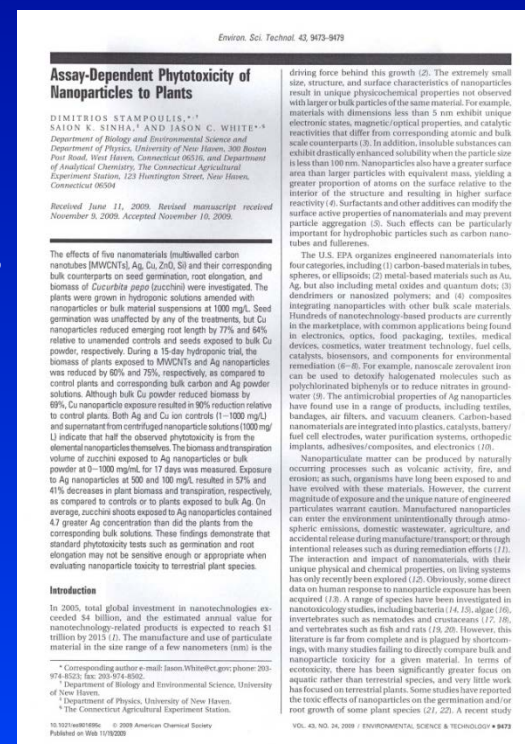 Environ. Sci. Technol. 43, 9473–9479
Assay-Dependent Phytotoxicity of
Nanoparticles to Plants
DIMITRIOS STAMPOULIS,*,†
SAION K. SINHA,‡ AND JASON C. WHITE*,§
Department of Biology and Environmental Science and
Department of Physics, University of New Haven, 300 Boston
Post Road, West Haven, Connecticut 06516, and Department
of Analytical Chemistry, The Connecticut Agricultural
Experiment Station, 123 Huntington Street, New Haven,
Connecticut 06504
Received June 11, 2009. Revised manuscript received
November 9, 2009. Accepted November 10, 2009.
The effects of five nanomaterials (multiwalled carbon
nanotubes [MWCNTs], Ag, Cu, ZnO, Si) and their corresponding
bulk counterparts on seed germination, root elongation, and
biomass of Cucurbita pepo (zucchini) were investigated. The
plants were grown in hydroponic solutions amended with
nanoparticles or bulk material suspensions at 1000 mg/L. Seed
germination was unaffected by any of the treatments, but Cu
nanoparticles reduced emerging root length by 77% and 64%
relative to unamended controls and seeds exposed to bulk Cu
powder, respectively. During a 15-day hydroponic trial, the
biomass of plants exposed to MWCNTs and Ag nanoparticles
was reduced by 60% and 75%, respectively, as compared to
control plants and corresponding bulk carbon and Ag powder
solutions. Although bulk Cu powder reduced biomass by
69%, Cu nanoparticle exposure resulted in 90% reduction relative
to control plants. Both Ag and Cu ion controls (1–1000 mg/L)
and supernatant from centrifuged nanoparticle solutions (1000 mg/
L) indicate that half the observed phytotoxicity is from the
elemental nanoparticles themselves. The biomass and transpiration
volume of zucchini exposed to Ag nanoparticles or bulk
powder at 0–1000 mg/mL for 17 days was measured. Exposure
to Ag nanoparticles at 500 and 100 mg/L resulted in 57% and
41% decreases in plant biomass and transpiration, respectively,
as compared to controls or to plants exposed to bulk Ag. On
average, zucchini shoots exposed to Ag nanoparticles contained
4.7 greater Ag concentration than did the plants from the
corresponding bulk solutions. These findings demonstrate that
standard phytotoxicity tests such as germination and root
elongation may not be sensitive enough or appropriate when
evaluating nanoparticle toxicity to terrestrial plant species.
Introduction
In 2005, total global investment in nanotechnologies ex-
ceeded $4 billion, and the estimated annual value for
nanotechnology-related products is expected to reach $1
trillion by 2015 (1). The manufacture and use of particulate
material in the size range of a few nanometers (nm) is the
* Corresponding author e-mail: Jason.White@ct.gov; phone: 203-
974-8523; fax: 203-974-8502.
† Department of Biology and Environmental Science, University
of New Haven.
‡ Department of Physics, University of New Haven.
§ The Connecticut Agricultural Experiment Station.
10.1021/es901695c © 2009 American Chemical Society
Published on Web 11/19/2009
driving force behind this growth (2). The extremely small
size, structure, and surface characteristics of nanoparticles
result in unique physicochemical properties not observed
with larger or bulk particles of the same material. For example,
materials with dimensions less than 5 nm exhibit unique
electronic states, magnetic/optical properties, and catalytic
reactivities that differ from corresponding atomic and bulk
scale counterparts (3). In addition, insoluble substances can
exhibit drastically enhanced solubility when the particle size
is less than 100 nm. Nanoparticles also have a greater surface
area than larger particles with equivalent mass, yielding a
greater proportion of atoms on the surface relative to the
interior of the structure and resulting in higher surface
reactivity (4). Surfactants and other additives can modify the
surface active properties of nanomaterials and may prevent
particle aggregation (5). Such effects can be particularly
important for hydrophobic particles such as carbon nano-
tubes and fullerenes.
The U.S. EPA organizes engineered nanomaterials into
four categories, including (1) carbon-based materials in tubes,
spheres, or ellipsoids; (2) metal-based materials such as Au,
Ag, but also including metal oxides and quantum dots; (3)
dendrimers or nanosized polymers; and (4) composites
integrating nanoparticles with other bulk scale materials.
Hundreds of nanotechnology-based products are currently
in the marketplace, with common applications being found
in electronics, optics, food packaging, textiles, medical
devices, cosmetics, water treatment technology, fuel cells,
catalysts, biosensors, and components for environmental
remediation (6–8). For example, nanoscale zerovalent iron
can be used to detoxify halogenated molecules such as
polychlorinated biphenyls or to reduce nitrates in ground-
water (9). The antimicrobial properties of Ag nanoparticles
have found use in a range of products, including textiles,
bandages, air filters, and vacuum cleaners. Carbon-based
nanomaterials are integrated into plastics, catalysts, battery/
fuel cell electrodes, water purification systems, orthopedic
implants, adhesives/composites, and electronics (10).
Nanoparticulate matter can be produced by naturally
occurring processes such as volcanic activity, fire, and
erosion; as such, organisms have long been exposed to and
have evolved with these materials. However, the current
magnitude of exposure and the unique nature of engineered
particulates warrant caution. Manufactured nanoparticles
can enter the environment unintentionally through atmo-
spheric emissions, domestic wastewater, agriculture, and
accidental release during manufacture/transport; or through
intentional releases such as during remediation efforts (11).
The interaction and impact of nanomaterials, with their
unique physical and chemical properties, on living systems
has only recently been explored (12). Obviously, some direct
data on human response to nanoparticle exposure has been
acquired (13). A range of species have been investigated in
nanotoxicology studies, including bacteria (14, 15), algae (16),
invertebrates such as nematodes and crustaceans (17, 18),
and vertebrates such as fish and rats (19, 20). However, this
literature is far from complete and is plagued by shortcom-
ings, with many studies failing to directly compare bulk and
nanoparticle toxicity for a given material. In terms of
ecotoxicity, there has been significantly greater focus on
aquatic rather than terrestrial species, and very little work
has focused on terrestrial plants. Some studies have reported
the toxic effects of nanoparticles on the germination and/or
root growth of some plant species (21, 22). A recent study
VOL. 43, NO. 24, 2009 / ENVIRONMENTAL SCIENCE & TECHNOLOGY ▪ 9473